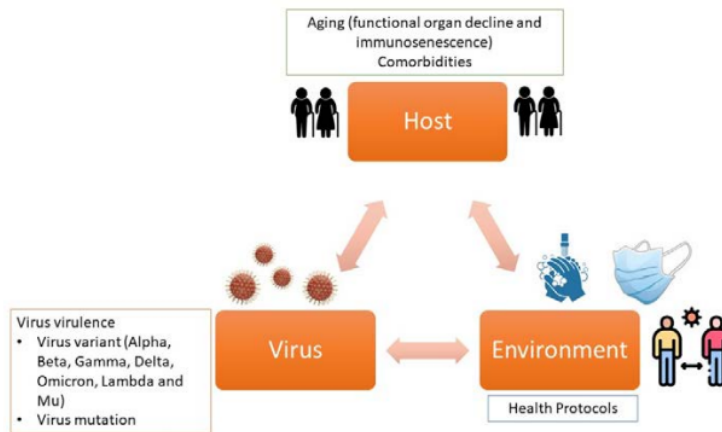 Aging (functional organ decline and
immunosenescence)
Comorbidities
Host
Virus virulence
• Virus variant (Alpha,
Beta, Gamma, Delta,
Omicron, Lambda and
Mu)
• Virus mutation
Virus
Environment
Health Protocols